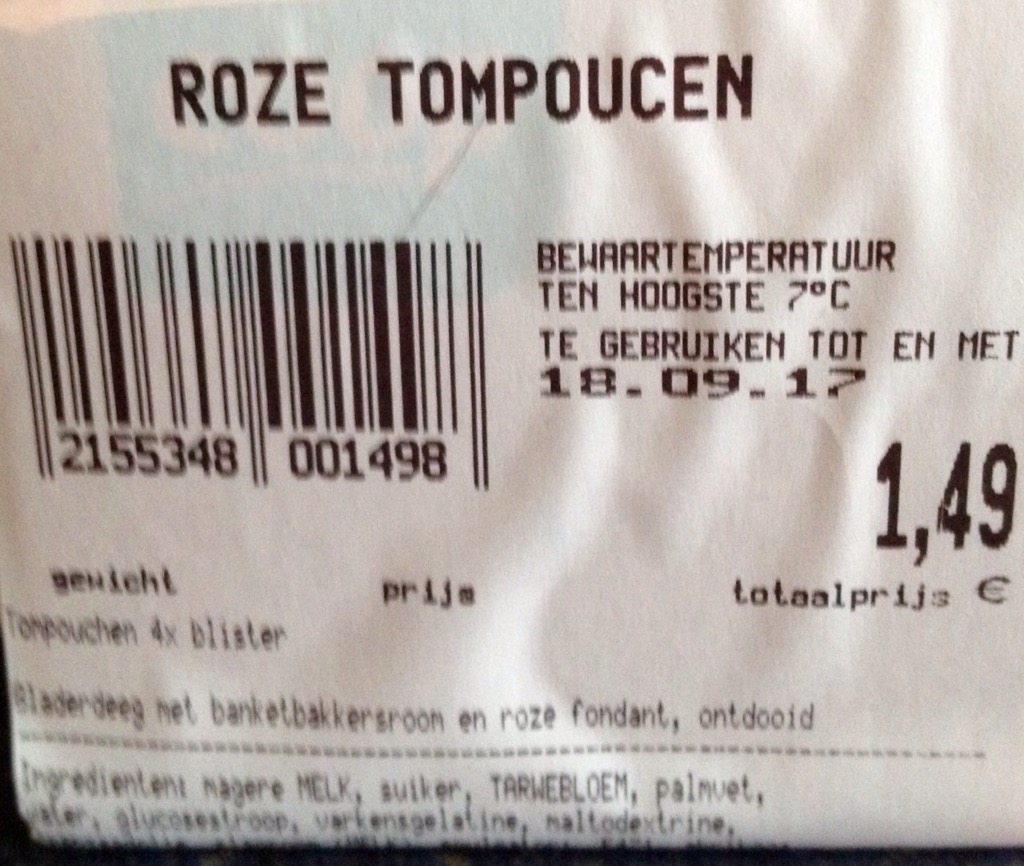 ROZE TOMPOUCEN
BEWAARTEMPERATUUR
TEN HOOGSTE 7°C
TE GEBRUIKEN TOT EN MET
18.09.17
2155348 001498
1,49
gewicht prijs totaalprijs €
Tompouchen 4x blister
Bladerdeeg met banketbakkersroom en roze fondant, ontdooid
Ingredienten: magere MELK, suiker, TARWEBLOEM, palmvet,
water, glucosestroop, varkensgelatine, maltodextrine,